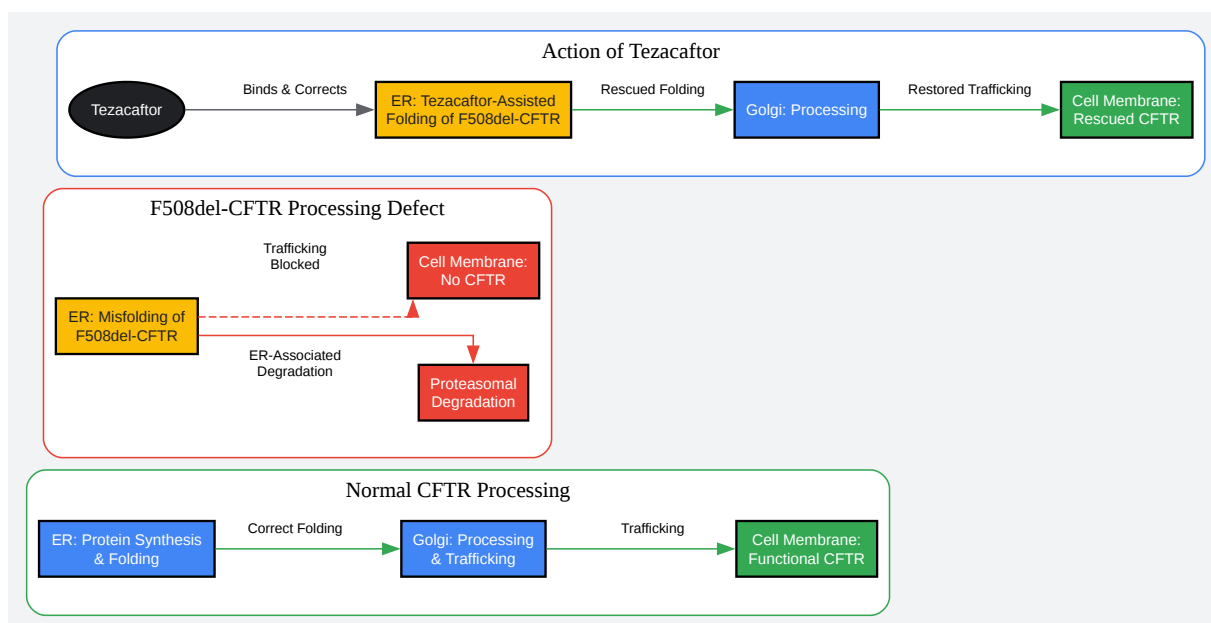 Action of Tezacaftor
Tezacaftor
Binds & Corrects
ER: Tezacaftor-Assisted
Folding of F508del-CFTR
Rescued Folding
Golgi: Processing
Restored Trafficking
Cell Membrane:
Rescued CFTR
F508del-CFTR Processing Defect
Trafficking
Blocked
Cell Membrane:
No CFTR
ER: Misfolding of
F508del-CFTR
ER-Associated
Degradation
Proteasomal
Degradation
Normal CFTR Processing
ER: Protein Synthesis
& Folding
Correct Folding
Golgi: Processing
& Trafficking
Trafficking
Cell Membrane:
Functional CFTR